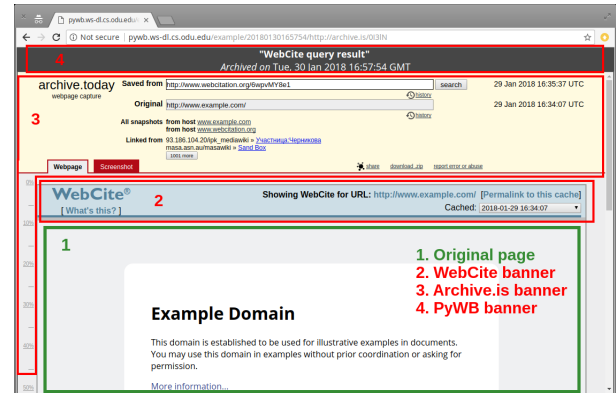 pywb.ws-dl.cs.odu.edu/
Not secure | pywb.ws-dl.cs.odu.edu/example/20180130165754/http://archive.is/0I3IN
4
"WebCite query result"
Archived on Tue, 30 Jan 2018 16:57:54 GMT
3
archive.today
webpage capture
Saved from http://www.webcitation.org/6wpvMY8e1 search 29 Jan 2018 16:35:37 UTC
history
Original http://www.example.com/ 29 Jan 2018 16:34:07 UTC
history
All snapshots from host www.example.com
from host www.webcitation.org
Linked from 93.186.104.20/ipk_mediawiki » Участница:Черникова
masa.asn.au/masawiki » Sand Box
1001 more
Webpage Screenshot share download .zip report error or abuse
0%
10%
20%
30%
40%
50%
2
WebCite®
[ What's this? ]
Showing WebCite for URL: http://www.example.com/ [Permalink to this cache]
Cached: 2018-01-29 16:34:07
1
1. Original page
2. WebCite banner
3. Archive.is banner
4. PyWB banner
Example Domain
This domain is established to be used for illustrative examples in documents.
You may use this domain in examples without prior coordination or asking for
permission.
More information...